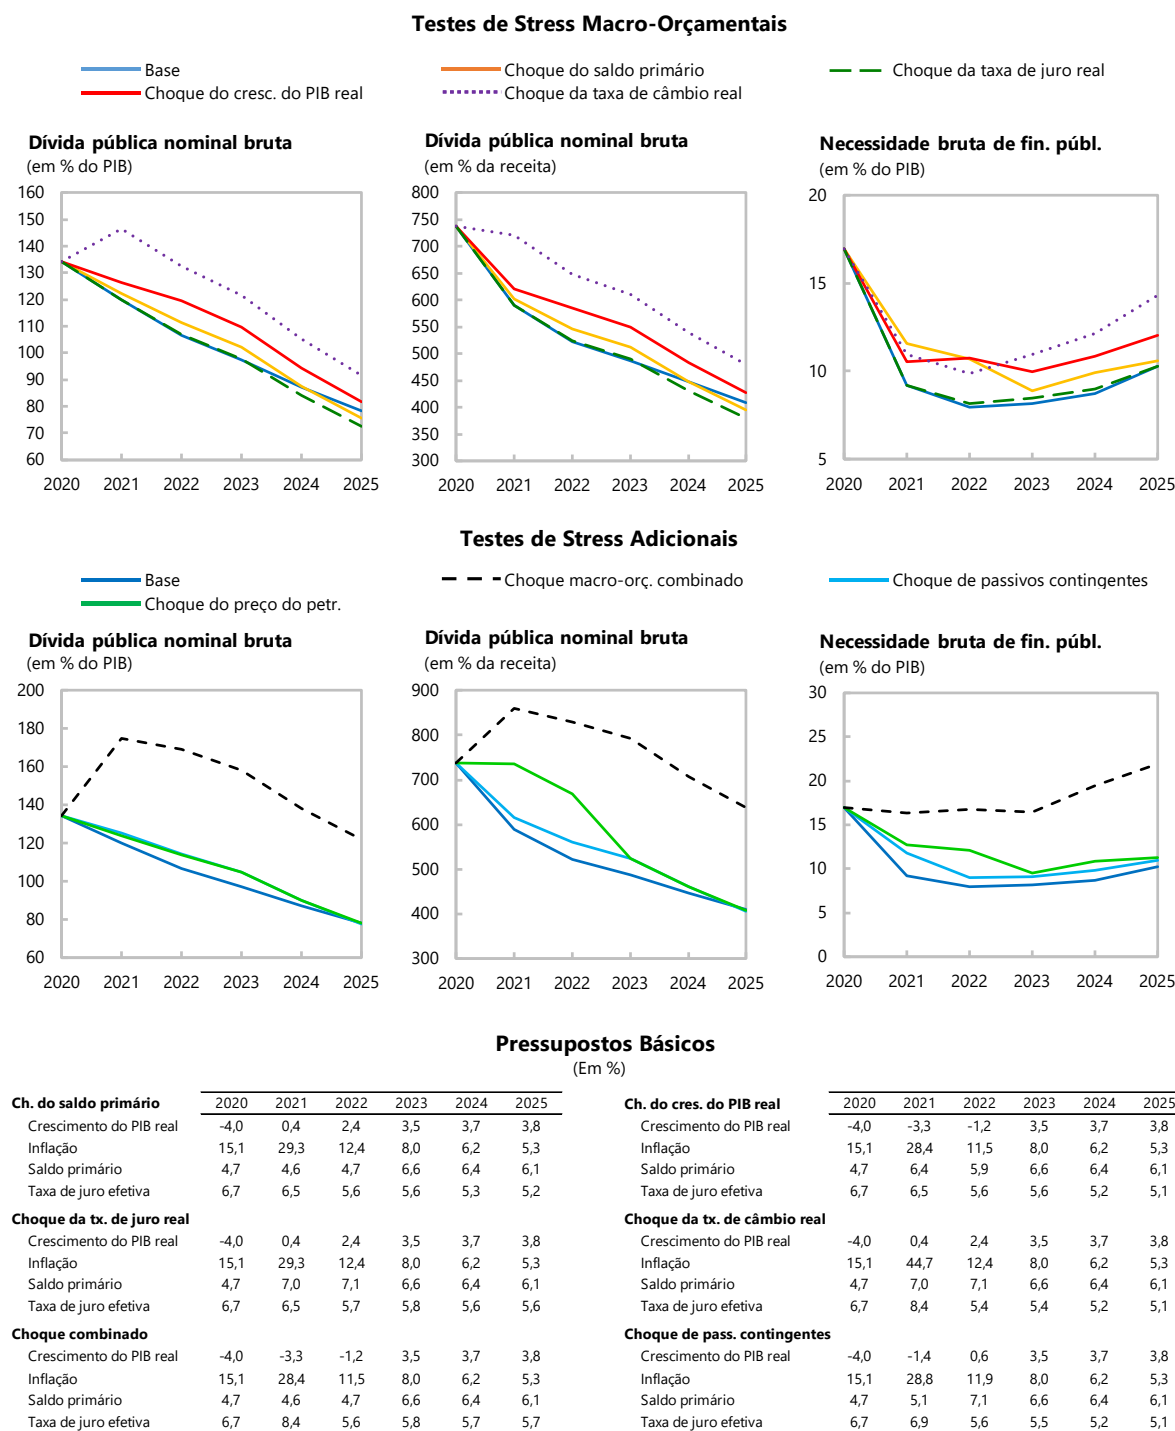 Testes de Stress Macro-Orçamentais
Base
Choque do saldo primário
Choque da taxa de juro real
Choque do cresc. do PIB real
Choque da taxa de câmbio real
Dívida pública nominal bruta
(em % do PIB)
160
150
140
130
120
110
100
90
80
70
60
2020 2021 2022 2023 2024 2025
Dívida pública nominal bruta
(em % da receita)
800
750
700
650
600
550
500
450
400
350
300
2020 2021 2022 2023 2024 2025
Necessidade bruta de fin. públ.
(em % do PIB)
20
15
10
5
2020 2021 2022 2023 2024 2025
Testes de Stress Adicionais
Base
Choque macro-orç. combinado
Choque de passivos contingentes
Choque do preço do petr.
Dívida pública nominal bruta
(em % do PIB)
200
180
160
140
120
100
80
60
2020 2021 2022 2023 2024 2025
Dívida pública nominal bruta
(em % da receita)
900
800
700
600
500
400
300
2020 2021 2022 2023 2024 2025
Necessidade bruta de fin. públ.
(em % do PIB)
30
25
20
15
10
5
0
2020 2021 2022 2023 2024 2025
Pressupostos Básicos
(Em %)
Ch. do saldo primário 2020 2021 2022 2023 2024 2025
Crescimento do PIB real -4,0 0,4 2,4 3,5 3,7 3,8
Inflação 15,1 29,3 12,4 8,0 6,2 5,3
Saldo primário 4,7 4,6 4,7 6,6 6,4 6,1
Taxa de juro efetiva 6,7 6,5 5,6 5,6 5,3 5,2
Choque da tx. de juro real
Crescimento do PIB real -4,0 0,4 2,4 3,5 3,7 3,8
Inflação 15,1 29,3 12,4 8,0 6,2 5,3
Saldo primário 4,7 7,0 7,1 6,6 6,4 6,1
Taxa de juro efetiva 6,7 6,5 5,7 5,8 5,6 5,6
Choque combinado
Crescimento do PIB real -4,0 -3,3 -1,2 3,5 3,7 3,8
Inflação 15,1 28,4 11,5 8,0 6,2 5,3
Saldo primário 4,7 4,6 4,7 6,6 6,4 6,1
Taxa de juro efetiva 6,7 8,4 5,6 5,8 5,7 5,7
Ch. do cres. do PIB real 2020 2021 2022 2023 2024 2025
Crescimento do PIB real -4,0 -3,3 -1,2 3,5 3,7 3,8
Inflação 15,1 28,4 11,5 8,0 6,2 5,3
Saldo primário 4,7 6,4 5,9 6,6 6,4 6,1
Taxa de juro efetiva 6,7 6,5 5,6 5,6 5,2 5,1
Choque da tx. de câmbio real
Crescimento do PIB real -4,0 0,4 2,4 3,5 3,7 3,8
Inflação 15,1 44,7 12,4 8,0 6,2 5,3
Saldo primário 4,7 7,0 7,1 6,6 6,4 6,1
Taxa de juro efetiva 6,7 8,4 5,4 5,4 5,2 5,1
Choque de pass. contingentes
Crescimento do PIB real -4,0 -1,4 0,6 3,5 3,7 3,8
Inflação 15,1 28,8 11,9 8,0 6,2 5,3
Saldo primário 4,7 5,1 7,1 6,6 6,4 6,1
Taxa de juro efetiva 6,7 6,9 5,6 5,5 5,2 5,1